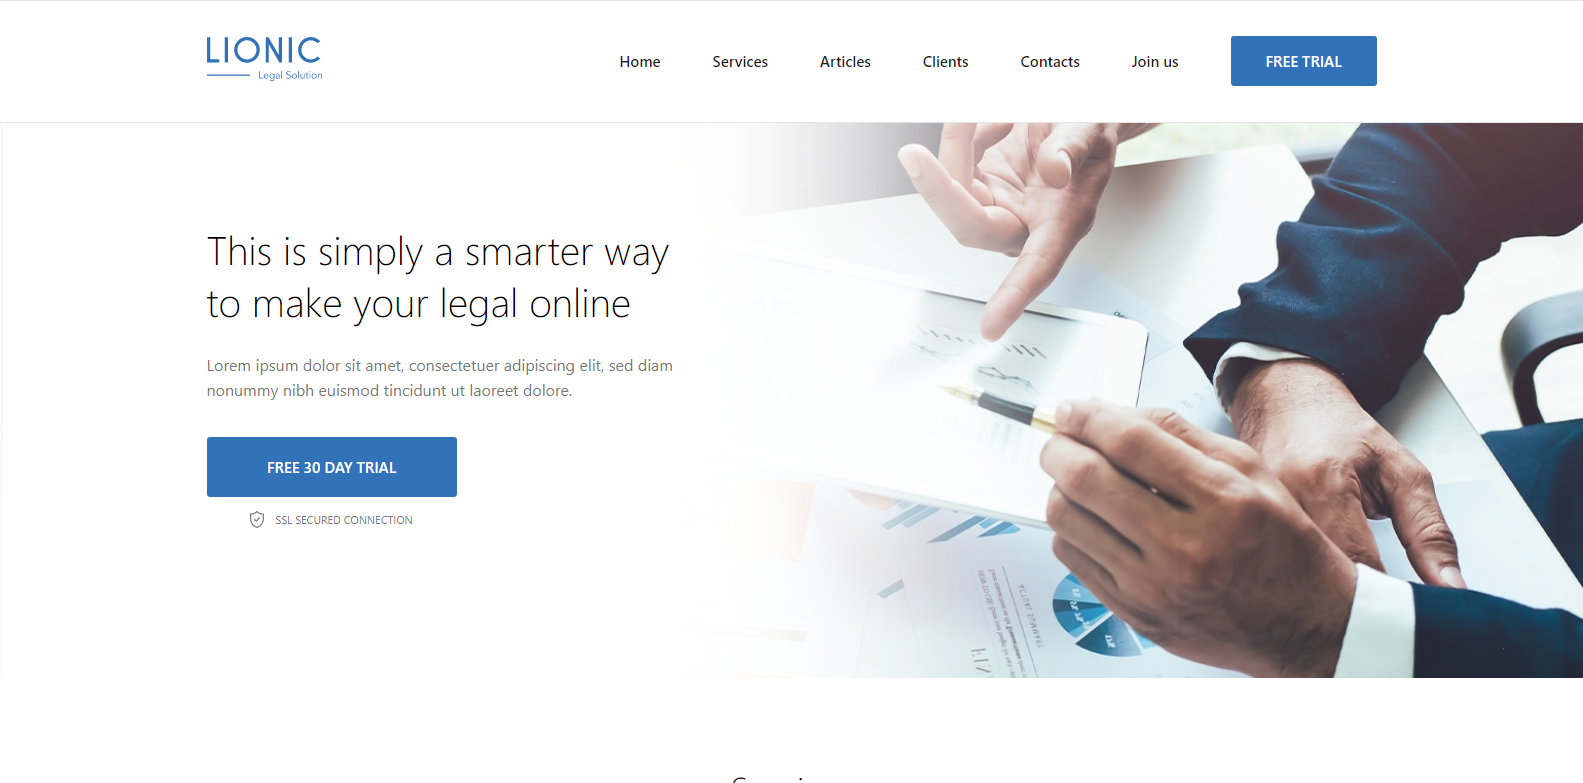 LIONIC
Legal Solution
Home
Services
Articles
Clients
Contacts
Join us
FREE TRIAL
This is simply a smarter way
to make your legal online
Lorem ipsum dolor sit amet, consectetuer adipiscing elit, sed diam
nonummy nibh euismod tincidunt ut laoreet dolore.
FREE 30 DAY TRIAL
SSL SECURED CONNECTION